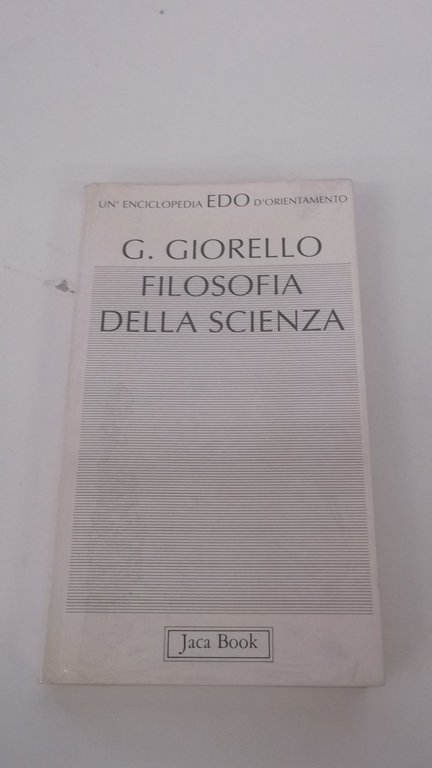 UN' ENCICLOPEDIA EDO D'ORIENTAMENTO
G. GIORELLO
FILOSOFIA
DELLA SCIENZA
Jaca Book